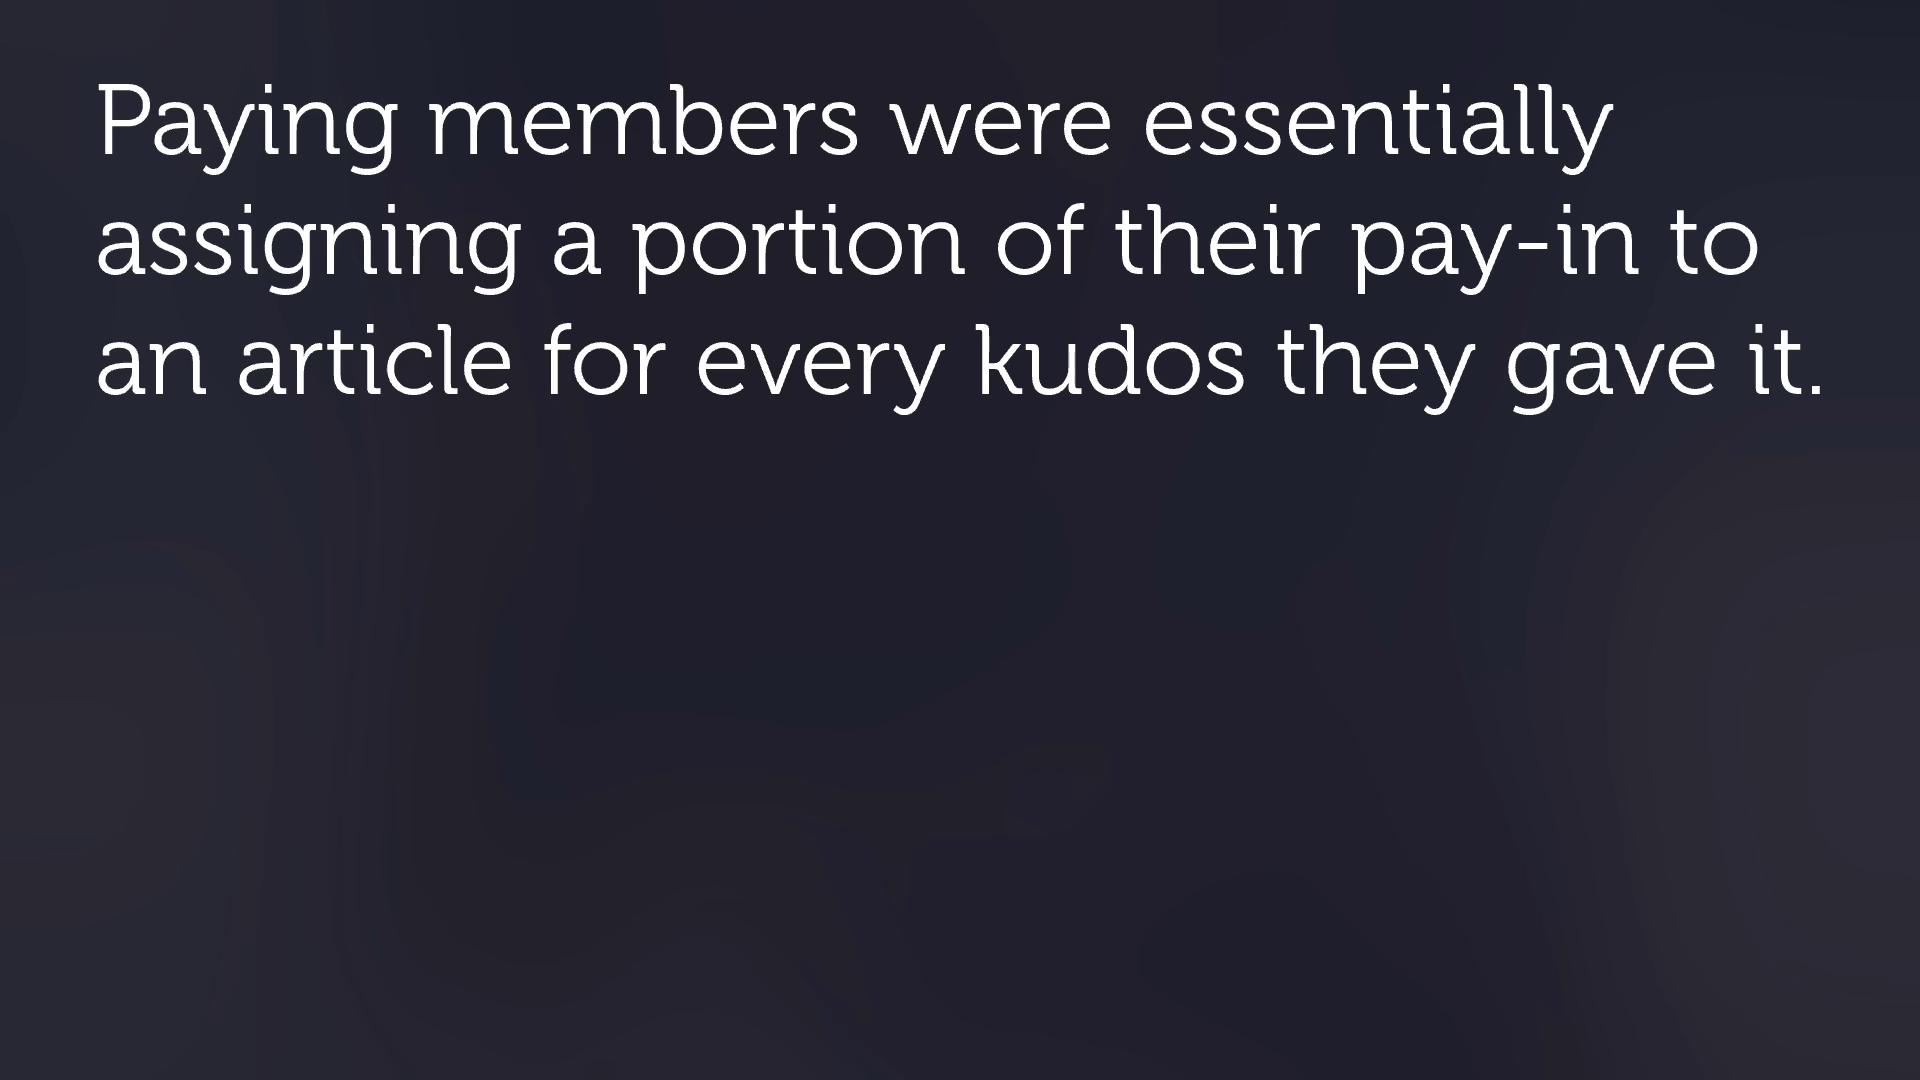 Paying members were essentially
assigning a portion of their pay-in to
an article for every kudos they gave it.